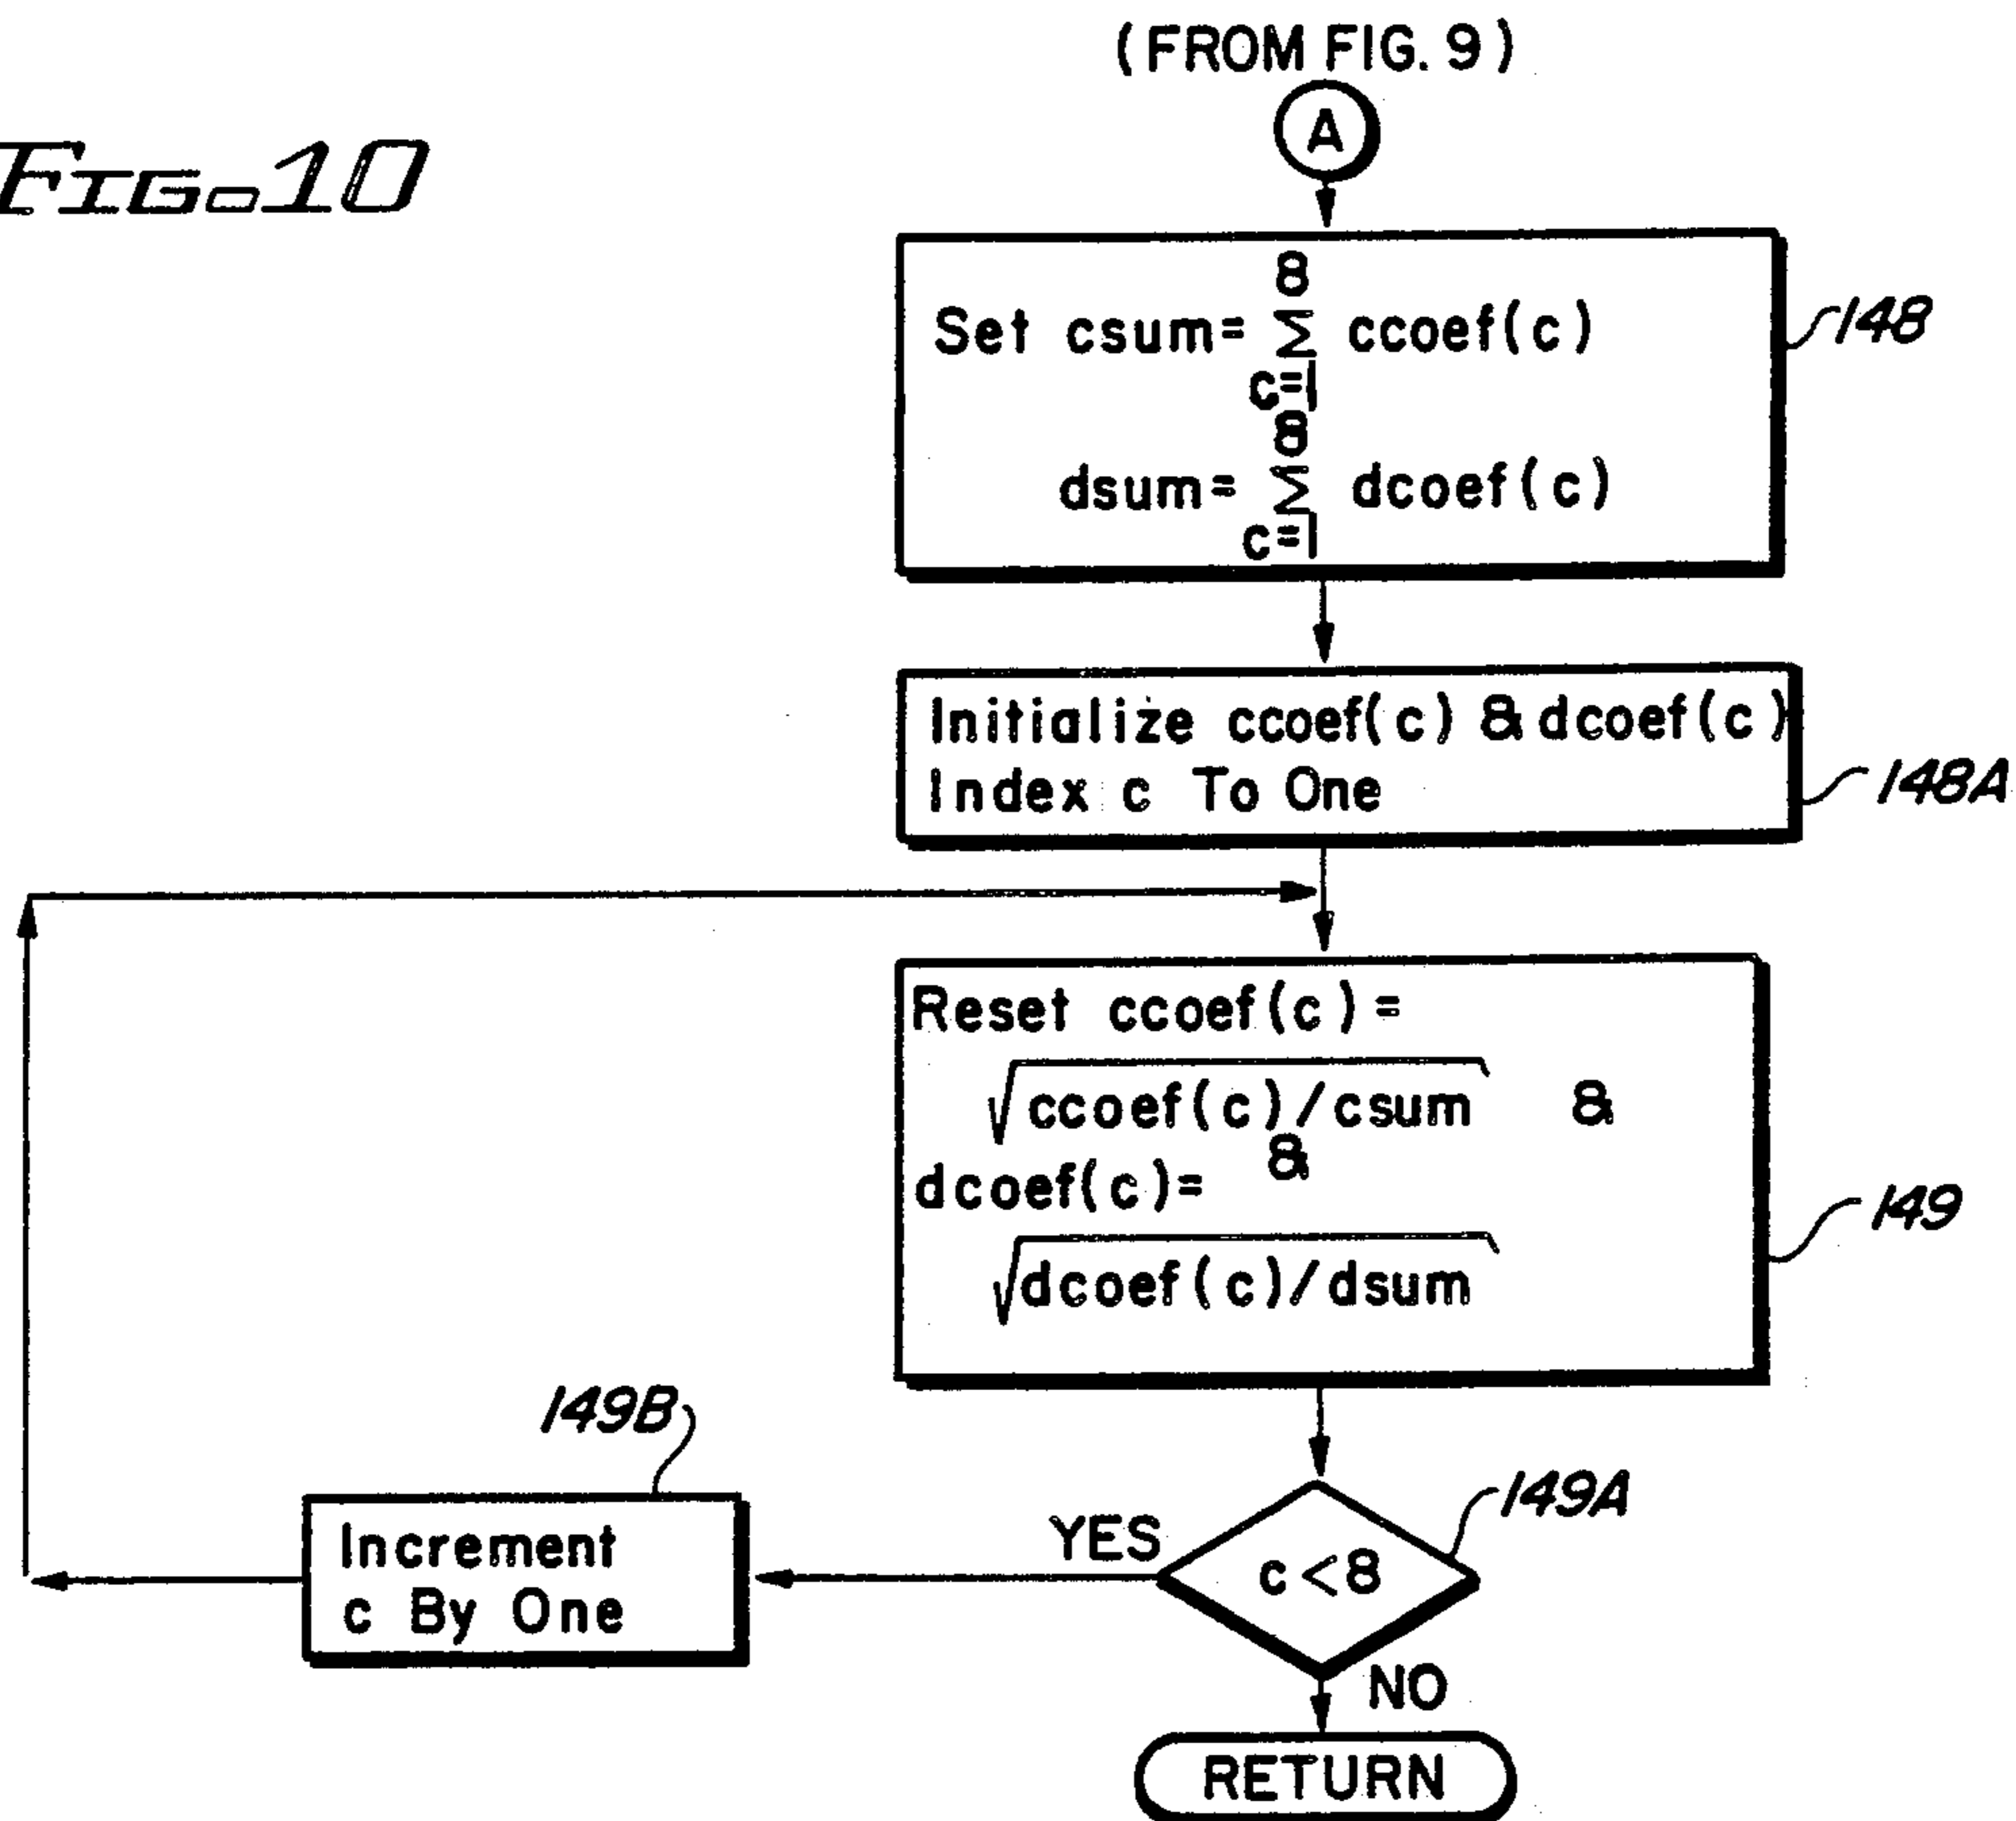 FIG. 10
(FROM FIG. 9)
A
8
Set csum= Σ ccoef(c)
c=1
8
dsum= Σ dcoef(c)
c=1
148
Initialize ccoef(c) & dcoef(c)
Index c To One
148A
Reset ccoef(c)=
√ccoef(c)/csum &
&
dcoef(c)=
√dcoef(c)/dsum
149
149B
Increment
c By One
YES
c<8
149A
NO
RETURN